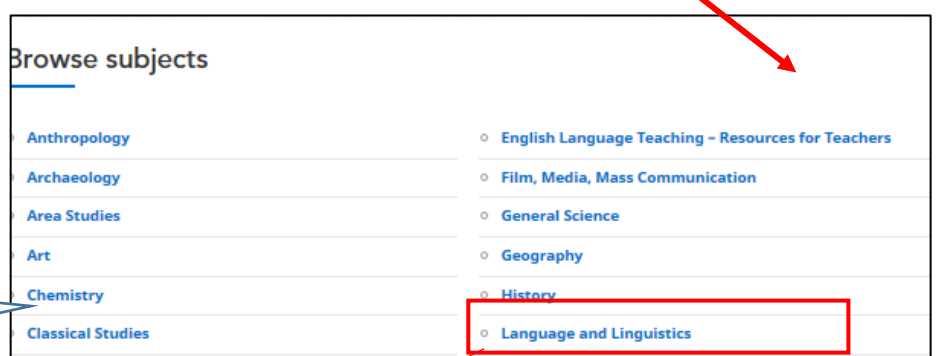 Browse subjects
Anthropology
Archaeology
Area Studies
Art
Chemistry
Classical Studies
English Language Teaching – Resources for Teachers
Film, Media, Mass Communication
General Science
Geography
History
Language and Linguistics